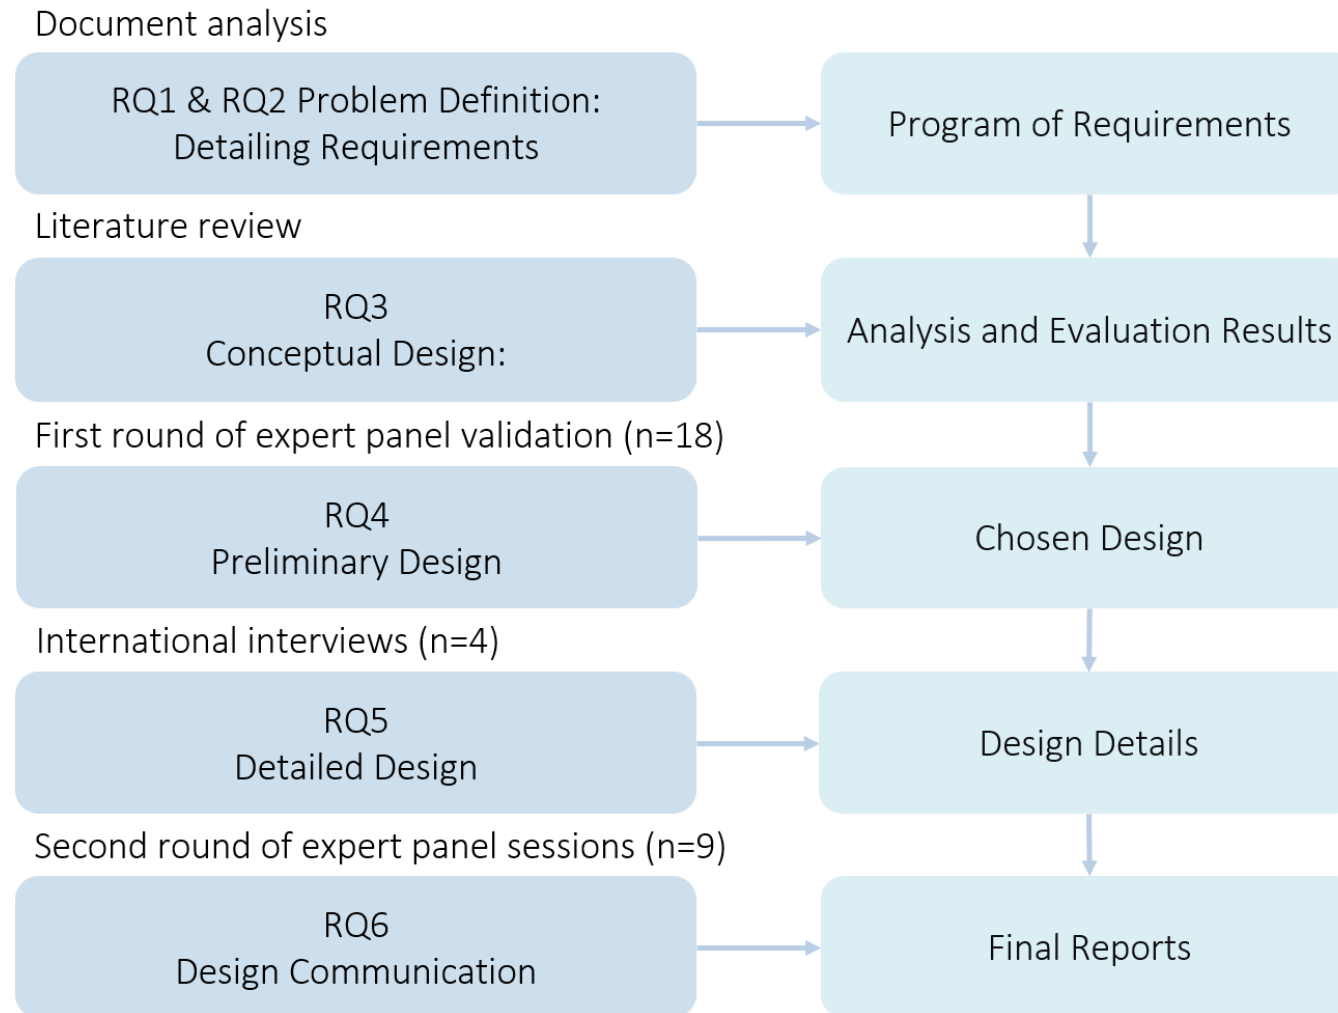 Document analysis
RQ1 & RQ2 Problem Definition:
Detailing Requirements
Program of Requirements
Literature review
RQ3
Conceptual Design:
Analysis and Evaluation Results
First round of expert panel validation (n=18)
RQ4
Preliminary Design
Chosen Design
International interviews (n=4)
RQ5
Detailed Design
Design Details
Second round of expert panel sessions (n=9)
RQ6
Design Communication
Final Reports